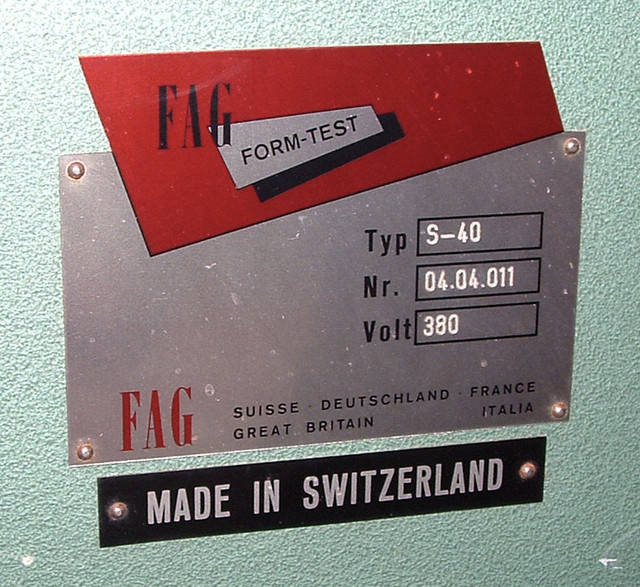 FAG
FORM-TEST
Typ S-40
Nr. 04.04.011
Volt 380
FAG
SUISSE · DEUTSCHLAND · FRANCE
GREAT BRITAIN ITALIA
MADE IN SWITZERLAND